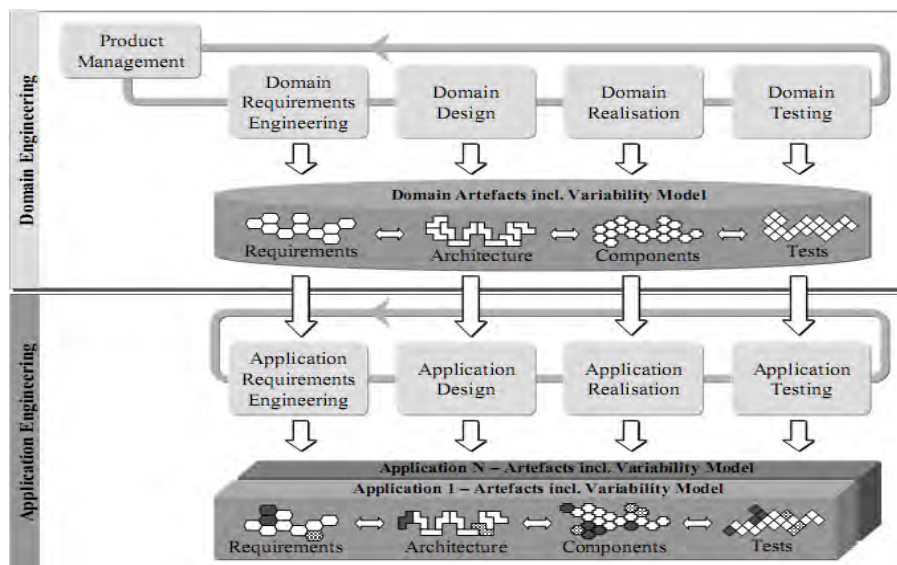 Domain Engineering
Product
Management
Domain
Requirements
Engineering
Domain
Design
Domain
Realisation
Domain
Testing
Domain Artefacts incl. Variability Model
Requirements
Architecture
Components
Tests
Application Engineering
Application
Requirements
Engineering
Application
Design
Application
Realisation
Application
Testing
Application N – Artefacts incl. Variability Model
Application 1 – Artefacts incl. Variability Model
Requirements
Architecture
Components
Tests